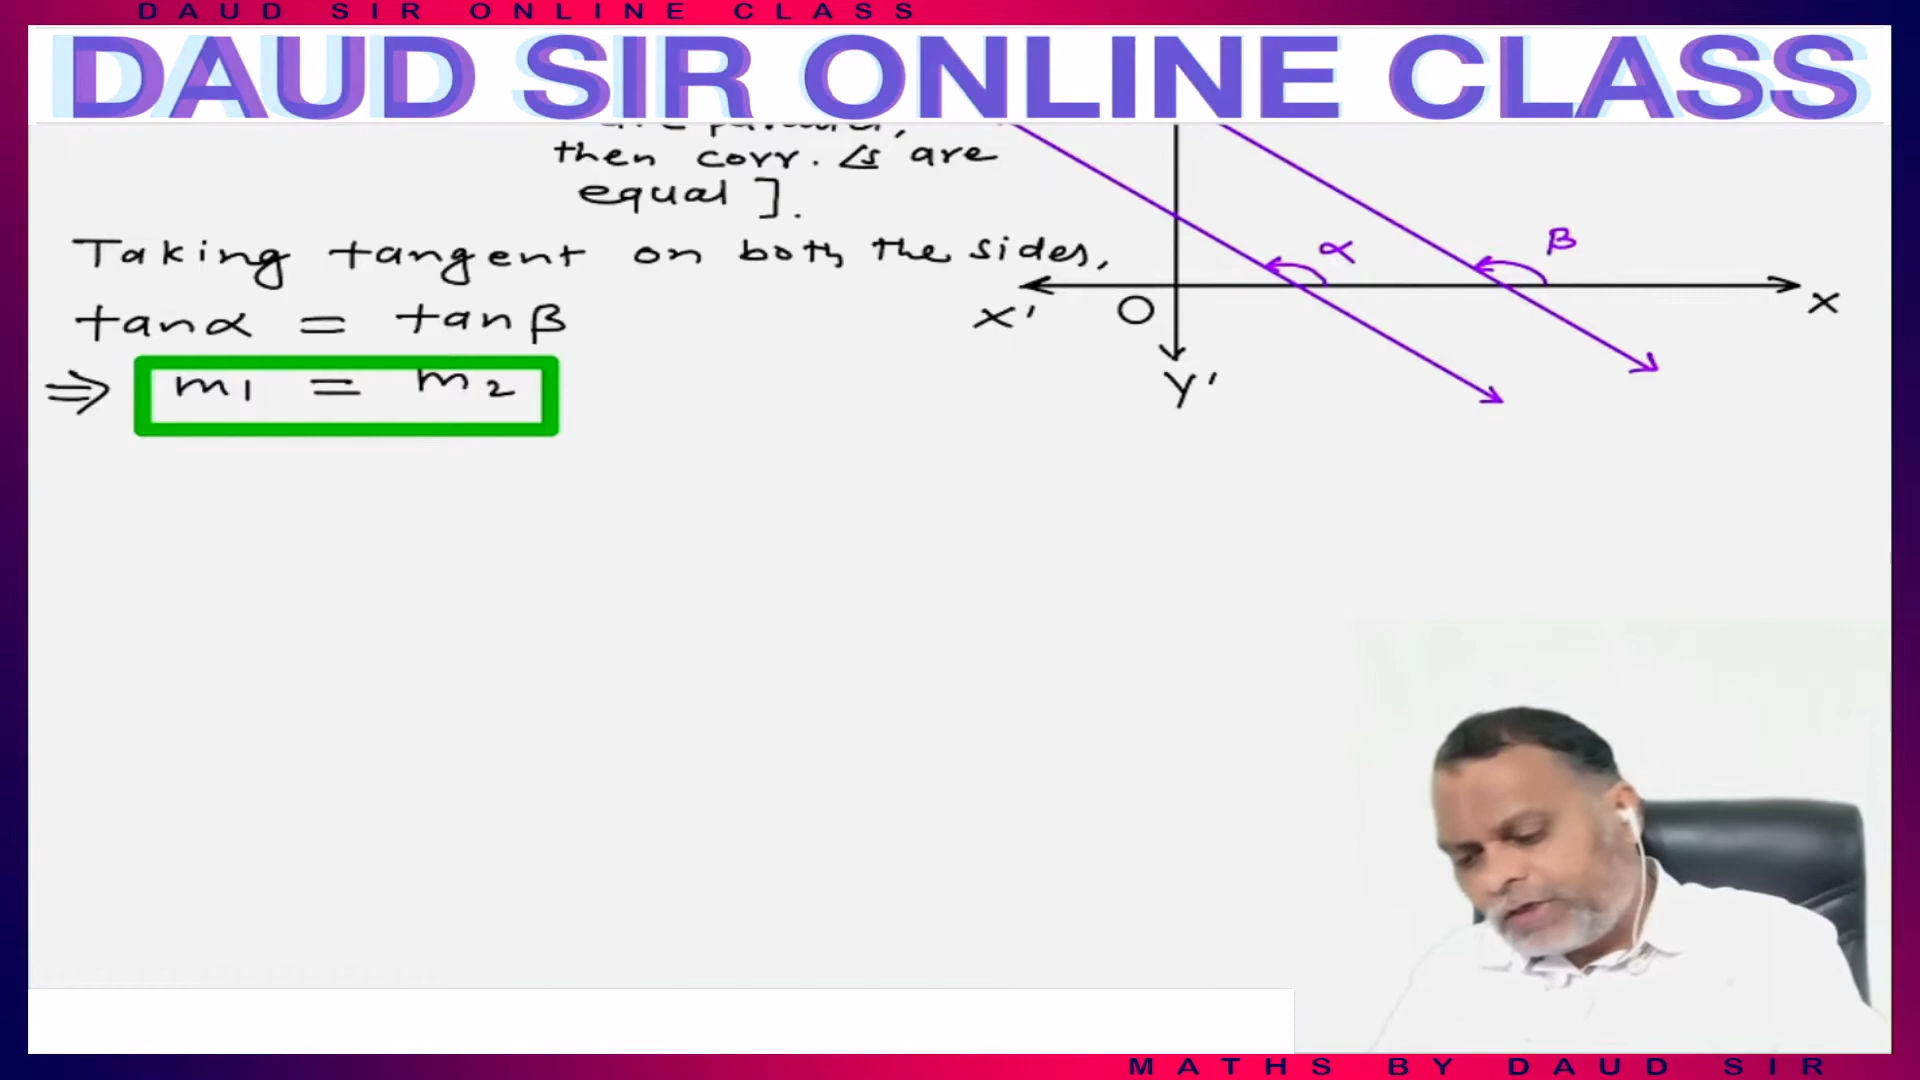 DAUD SIR ONLINE CLASS
DAUD SIR ONLINE CLASS
then corr. ∠s are
equal ].
Taking tangent on both the sides,
tanα = tanβ
⇒ m1 = m2
α
β
X'
O
X
Y'
MATHS BY DAUD SIR